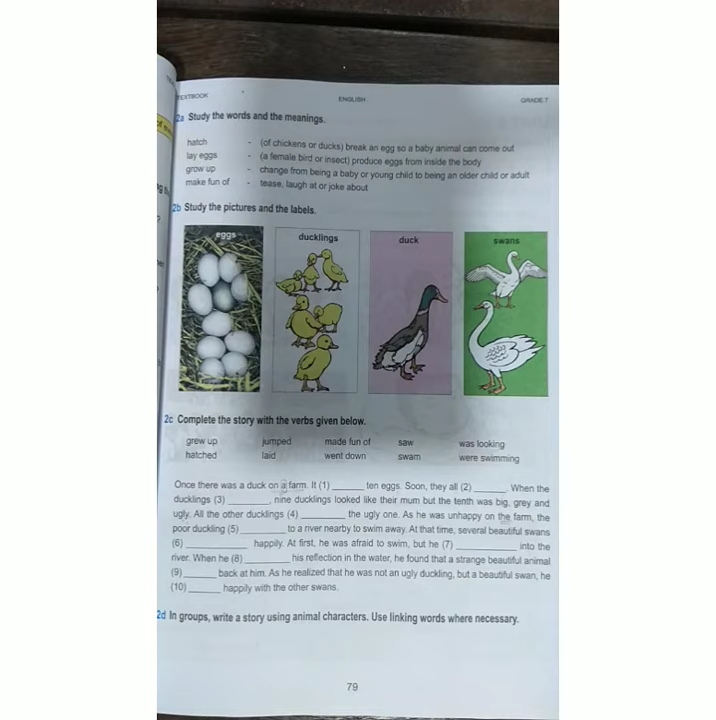 TEXTBOOK ENGLISH GRADE 7
2a Study the words and the meanings.
hatch - (of chickens or ducks) break an egg so a baby animal can come out
lay eggs - (a female bird or insect) produce eggs from inside the body
grow up - change from being a baby or young child to being an older child or adult
make fun of - tease, laugh at or joke about
2b Study the pictures and the labels.
eggs ducklings duck swans
2c Complete the story with the verbs given below.
grew up jumped made fun of saw was looking
hatched laid went down swam were swimming
Once there was a duck on a farm. It (1) ______ ten eggs. Soon, they all (2) ______. When the
ducklings (3) ______, nine ducklings looked like their mum but the tenth was big, grey and
ugly. All the other ducklings (4) ______ the ugly one. As he was unhappy on the farm, the
poor duckling (5) ______ to a river nearby to swim away. At that time, several beautiful swans
(6) ______ happily. At first, he was afraid to swim, but he (7) ______ into the
river. When he (8) ______ his reflection in the water, he found that a strange beautiful animal
(9) ______ back at him. As he realized that he was not an ugly duckling, but a beautiful swan, he
(10) ______ happily with the other swans.
2d In groups, write a story using animal characters. Use linking words where necessary.
79